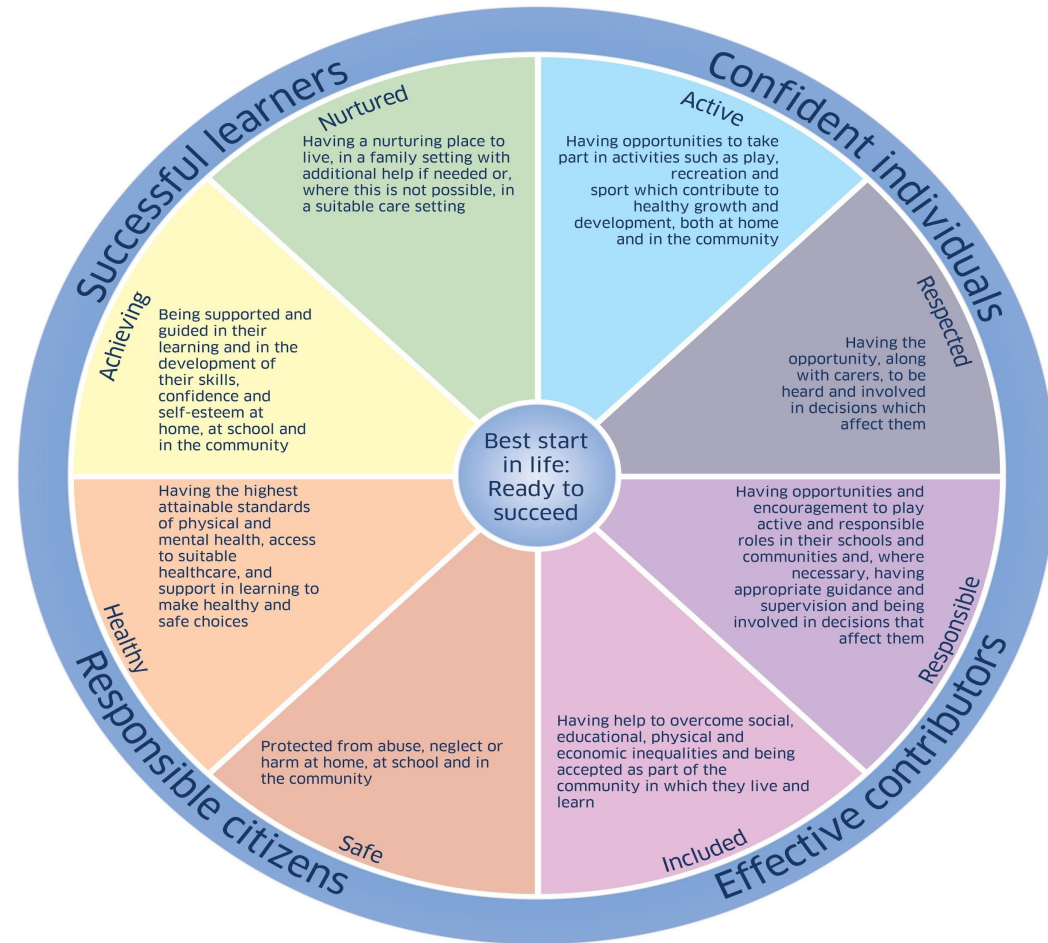 Successful learners
Confident individuals
Nurtured
Having a nurturing place to
live, in a family setting with
additional help if needed or,
where this is not possible, in
a suitable care setting
Active
Having opportunities to take
part in activities such as play,
recreation and
sport which contribute to
healthy growth and
development, both at home
and in the community
Achieving
Being supported and
guided in their
learning and in the
development of
their skills,
confidence and
self-esteem at
home, at school and
in the community
Respected
Having the
opportunity, along
with carers, to be
heard and involved
in decisions which
affect them
Best start
in life:
Ready to
succeed
Healthy
Having the highest
attainable standards
of physical and
mental health, access
to suitable
healthcare, and
support in learning to
make healthy and
safe choices
Responsible
Having opportunities and
encouragement to play
active and responsible
roles in their schools and
communities and, where
necessary, having
appropriate guidance and
supervision and being
involved in decisions that
affect them
Protected from abuse, neglect or
harm at home, at school and in
the community
Safe
Having help to overcome social,
educational, physical and
economic inequalities and being
accepted as part of the
community in which they live and
learn
Included
Responsible citizens
Effective contributors